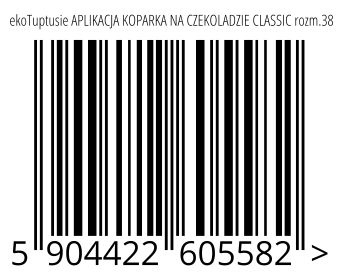 ekoTuptusie APLIKACJA KOPARKA NA CZEKOLADZIE CLASSIC rozm.38
5 904422 605582 >